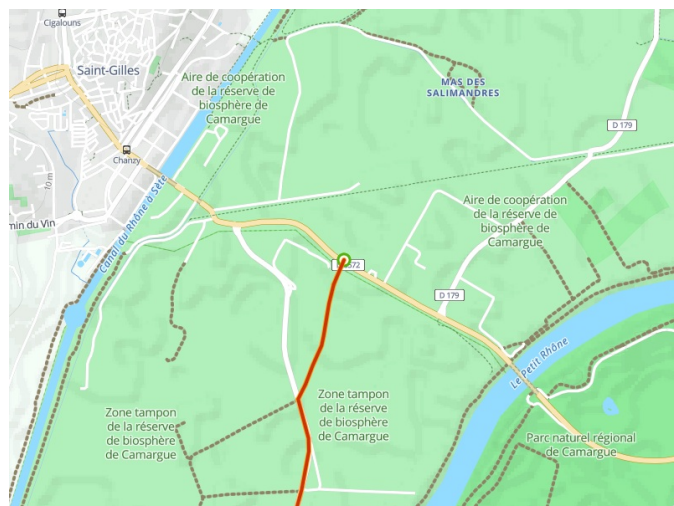 Cigalouns
Saint-Gilles
Aire de coopération
de la réserve de
biosphère de
Camargue
MAS DES
SALIMANDRES
D 179
Chanzy
10 m
Canal du Rhône à Sète
min du Vin
Aire de coopération
de la réserve de
biosphère de
Camargue
572
D 179
Le Petit Rhône
Zone tampon
de la réserve
de biosphère
de Camargue
Zone tampon
de la réserve
de biosphère
de Camargue
Parc naturel régional
de Camargue